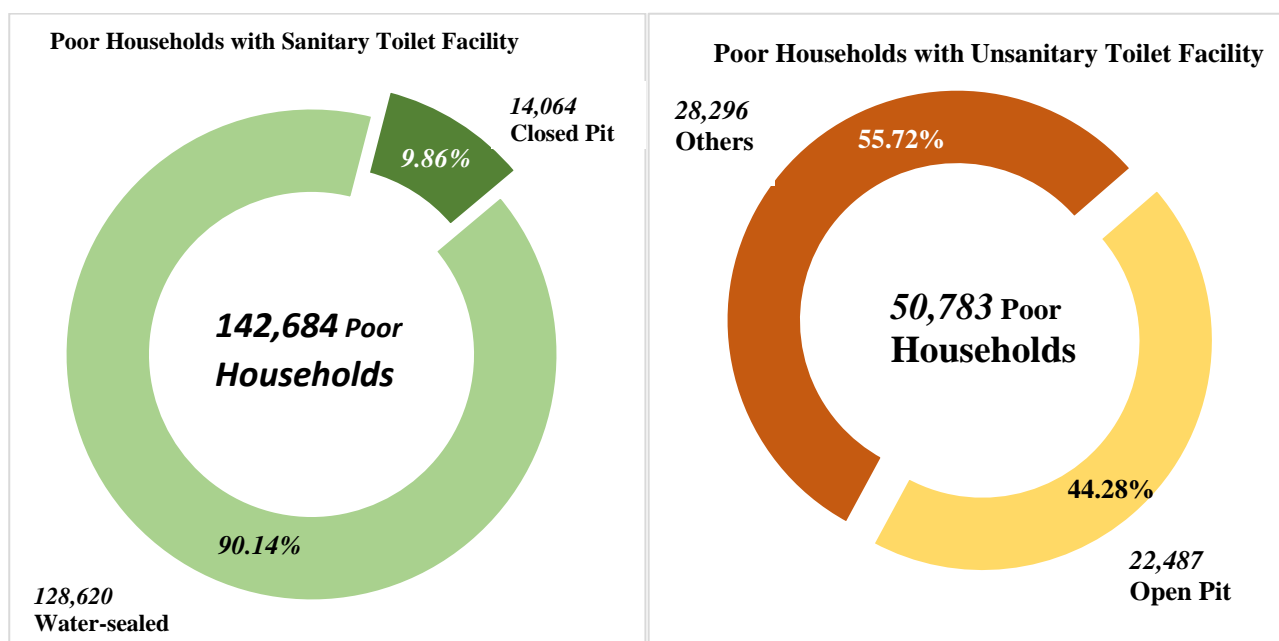 Poor Households with Sanitary Toilet Facility
14,064
Closed Pit
9.86%
142,684 Poor
Households
90.14%
128,620
Water-sealed
Poor Households with Unsanitary Toilet Facility
28,296
Others
55.72%
50,783 Poor
Households
44.28%
22,487
Open Pit